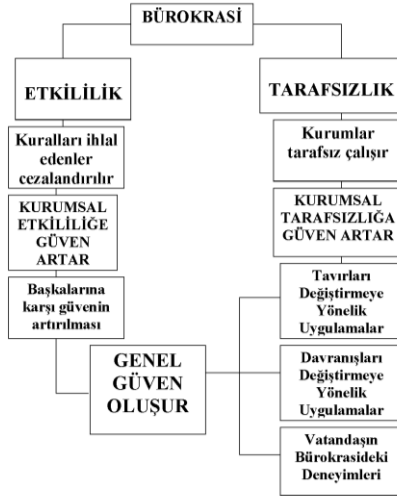 BÜROKRASİ
ETKİLİLİK
Kuralları ihlal
edenler
cezalandırılır
KURUMSAL
ETKİLİLİĞE
GÜVEN
ARTAR
Başkalarına
karşı güvenin
artırılması
GENEL
GÜVEN
OLUŞUR
TARAFSIZLIK
Kurumlar
tarafsız çalışır
KURUMSAL
TARAFSIZLIĞA
GÜVEN ARTAR
Tavırları
Değiştirmeye
Yönelik
Uygulamalar
Davranışları
Değiştirmeye
Yönelik
Uygulamalar
Vatandaşın
Bürokrasideki
Deneyimleri